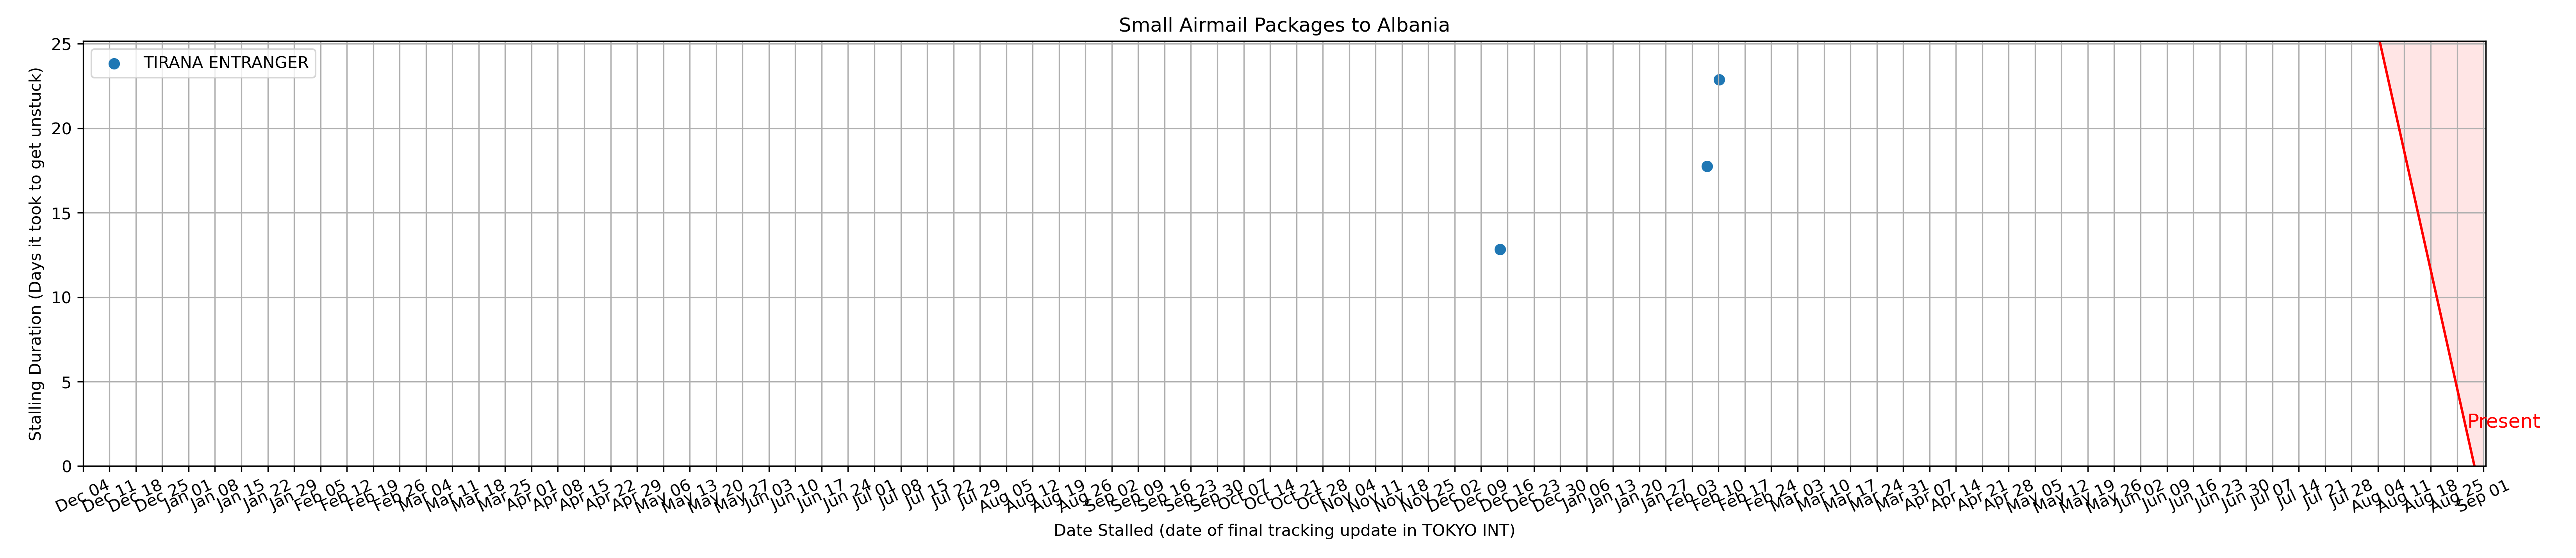 Small Airmail Packages to Albania
TIRANA ENTRANGER
Stalling Duration (Days it took to get unstuck)
25
20
15
10
5
0
Present
Dec 04
Dec 11
Dec 18
Dec 25
Jan 01
Jan 08
Jan 15
Jan 22
Jan 29
Feb 05
Feb 12
Feb 19
Feb 26
Mar 04
Mar 11
Mar 18
Mar 25
Apr 01
Apr 08
Apr 15
Apr 22
Apr 29
May 06
May 13
May 20
May 27
Jun 03
Jun 10
Jun 17
Jun 24
Jul 01
Jul 08
Jul 15
Jul 22
Jul 29
Aug 05
Aug 12
Aug 19
Aug 26
Sep 02
Sep 09
Sep 16
Sep 23
Sep 30
Oct 07
Oct 14
Oct 21
Oct 28
Nov 04
Nov 11
Nov 18
Nov 25
Dec 02
Dec 09
Dec 16
Dec 23
Dec 30
Jan 06
Jan 13
Jan 20
Jan 27
Feb 03
Feb 10
Feb 17
Feb 24
Mar 03
Mar 10
Mar 17
Mar 24
Mar 31
Apr 07
Apr 14
Apr 21
Apr 28
May 05
May 12
May 19
May 26
Jun 02
Jun 09
Jun 16
Jun 23
Jun 30
Jul 07
Jul 14
Jul 21
Jul 28
Aug 04
Aug 11
Aug 18
Aug 25
Sep 01
Date Stalled (date of final tracking update in TOKYO INT)